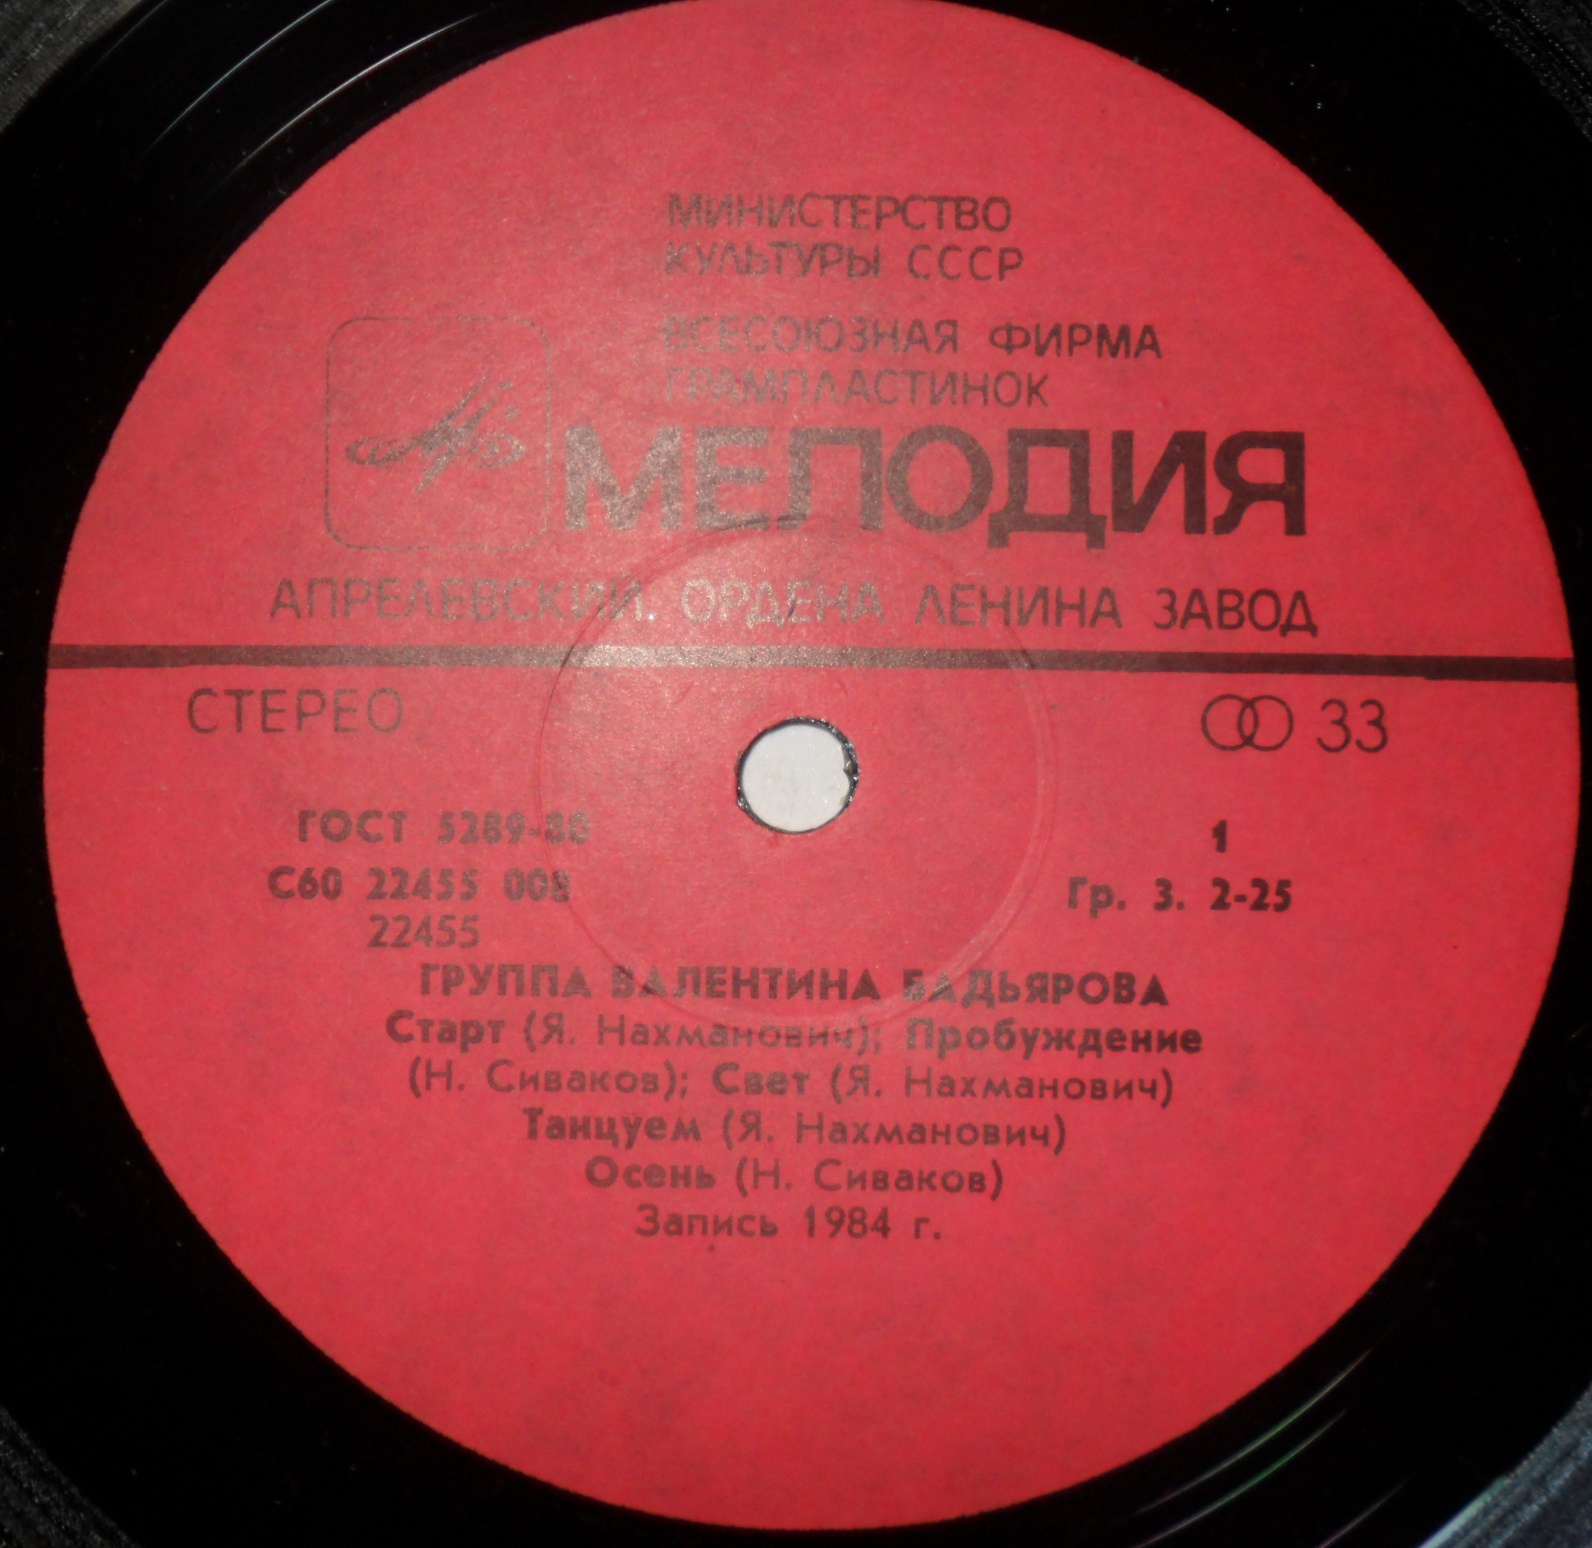 МИНИСТЕРСТВО
КУЛЬТУРЫ СССР
ВСЕСОЮЗНАЯ ФИРМА
ГРАМПЛАСТИНОК
МЕЛОДИЯ
АПРЕЛЕВСКИЙ ОРДЕНА ЛЕНИНА ЗАВОД
СТЕРЕО
33
ГОСТ 5289-80
1
С60 22455 008
Гр. 3. 2-25
22455
ГРУППА ВАЛЕНТИНА БАДЬЯРОВА
Старт (Я. Нахманович); Пробуждение
(Н. Сиваков); Свет (Я. Нахманович)
Танцуем (Я. Нахманович)
Осень (Н. Сиваков)
Запись 1984 г.